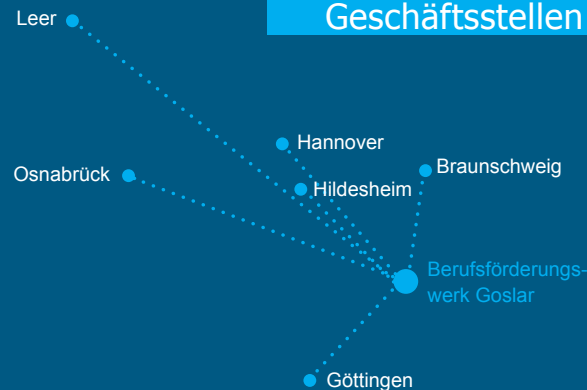 Geschäftsstellen
Leer
Hannover
Braunschweig
Osnabrück
Hildesheim
Berufsförderungs-
werk Goslar
Göttingen